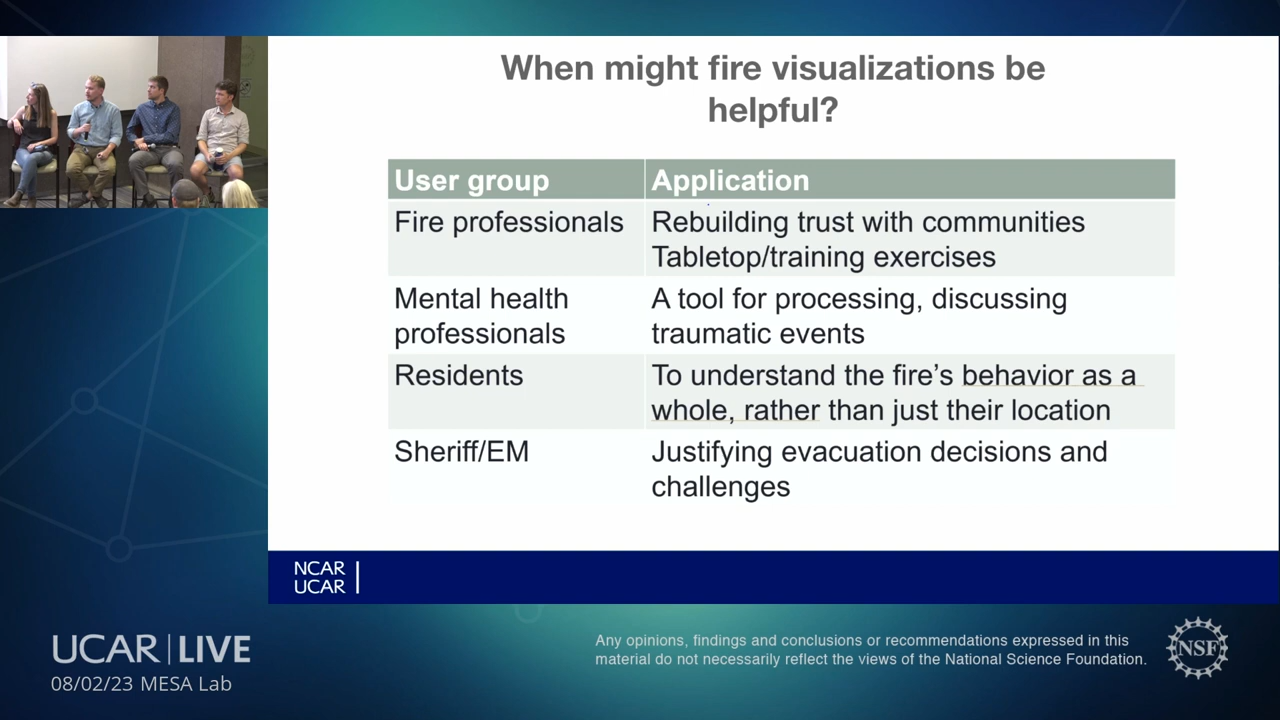 When might fire visualizations be
helpful?
User group
Application
Fire professionals
Rebuilding trust with communities
Tabletop/training exercises
Mental health
professionals
A tool for processing, discussing
traumatic events
Residents
To understand the fire’s behavior as a
whole, rather than just their location
Sheriff/EM
Justifying evacuation decisions and
challenges
NCAR
UCAR
UCAR|LIVE
08/02/23 MESA Lab
Any opinions, findings and conclusions or recommendations expressed in this
material do not necessarily reflect the views of the National Science Foundation.
NSF